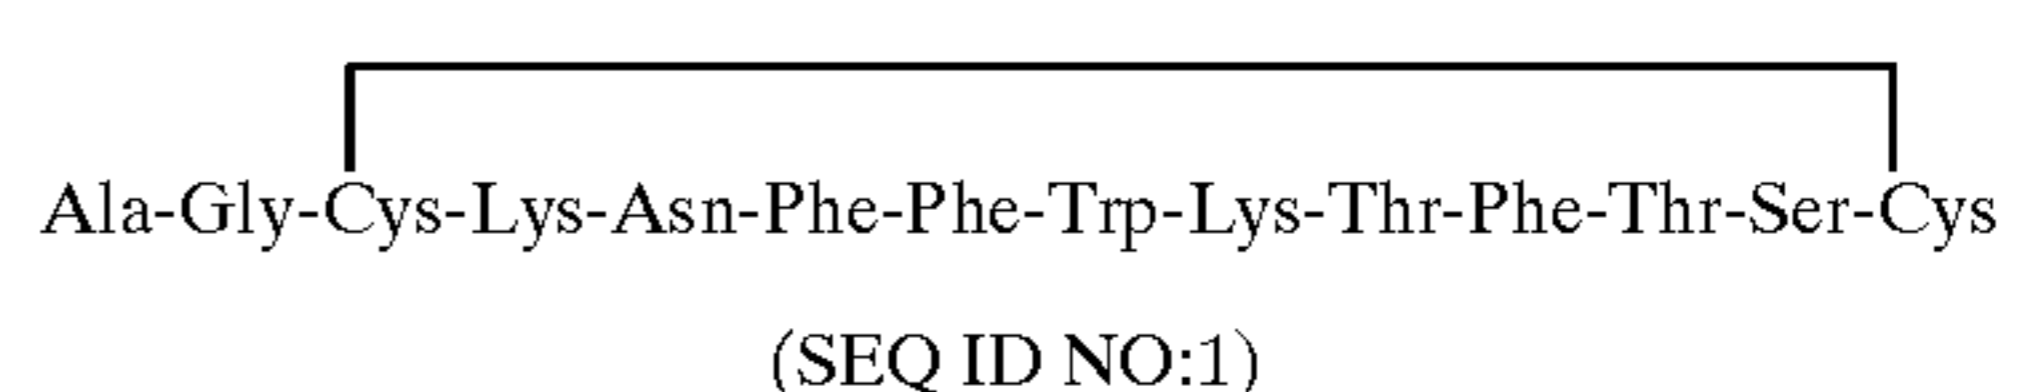 Ala-Gly-Cys-Lys-Asn-Phe-Phe-Trp-Lys-Thr-Phe-Thr-Ser-Cys
(SEQ ID NO:1)